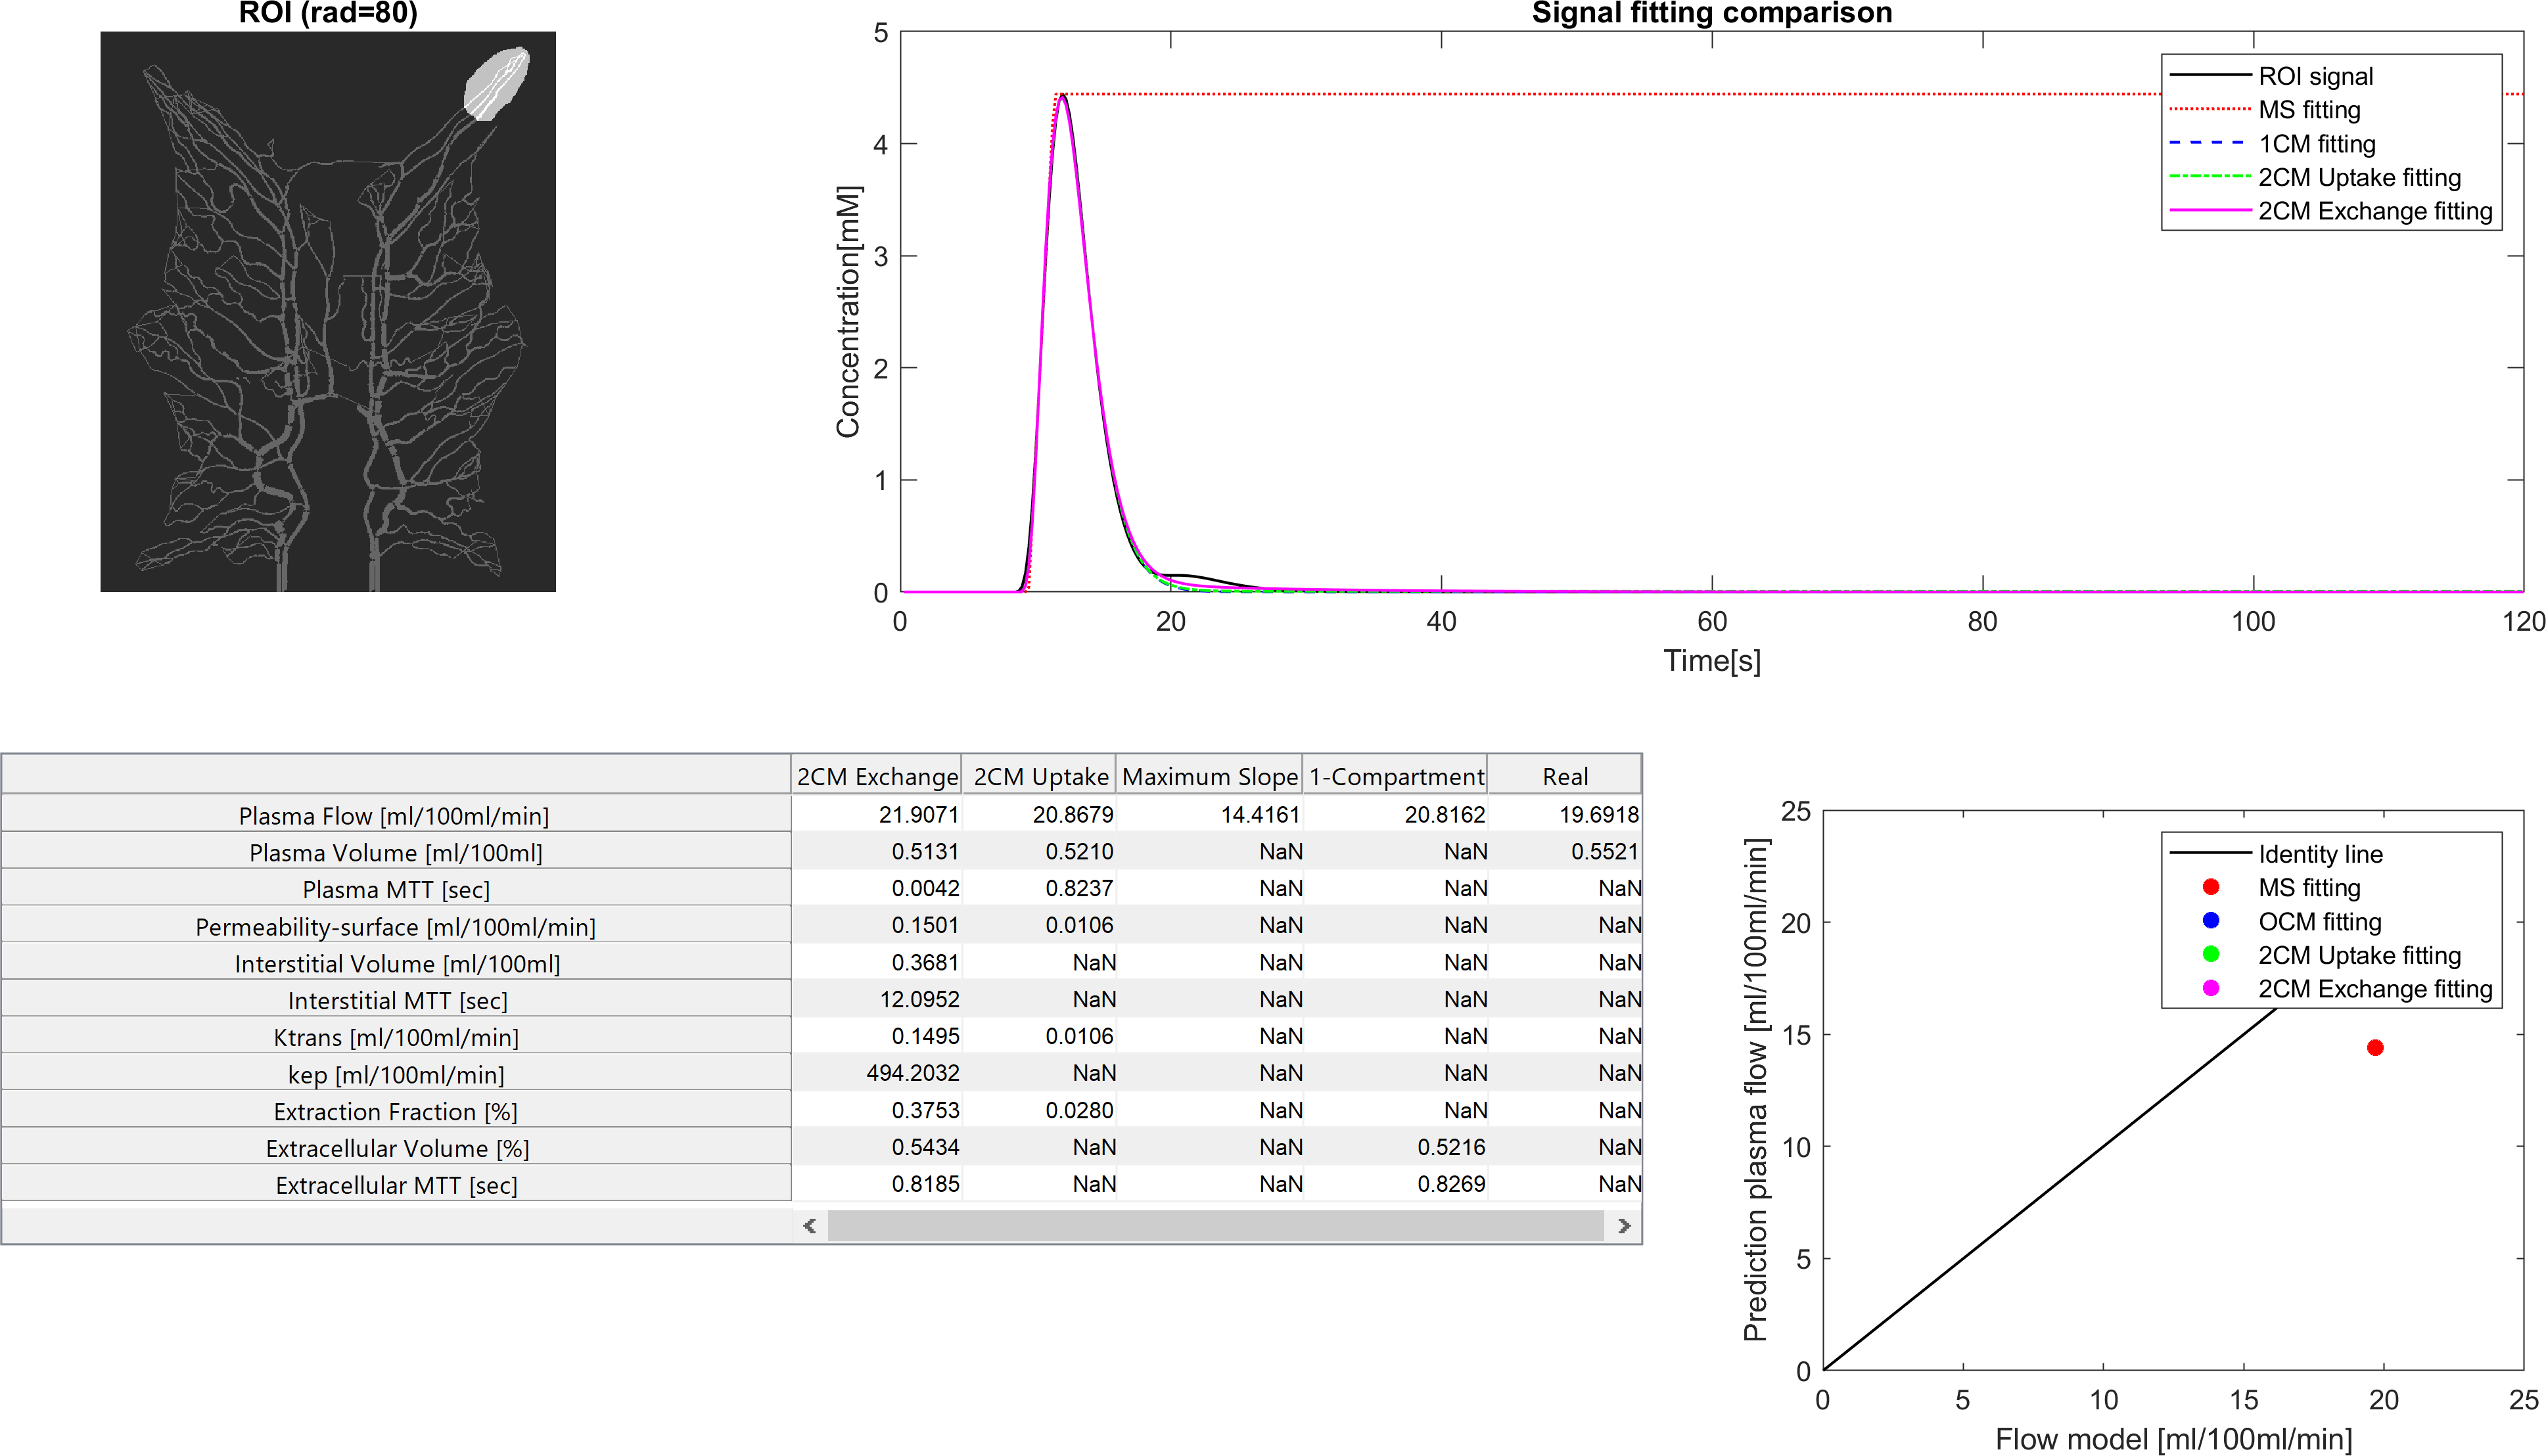 ROI (rad=80)
Signal fitting comparison
5
4
3
2
1
0
Concentration[mM]
0 20 40 60 80 100 120
Time[s]
ROI signal
MS fitting
1CM fitting
2CM Uptake fitting
2CM Exchange fitting
2CM Exchange 2CM Uptake Maximum Slope 1-Compartment Real
Plasma Flow [ml/100ml/min] 21.9071 20.8679 14.4161 20.8162 19.6918
Plasma Volume [ml/100ml] 0.5131 0.5210 NaN NaN 0.5521
Plasma MTT [sec] 0.0042 0.8237 NaN NaN NaN
Permeability-surface [ml/100ml/min] 0.1501 0.0106 NaN NaN NaN
Interstitial Volume [ml/100ml] 0.3681 NaN NaN NaN NaN
Interstitial MTT [sec] 12.0952 NaN NaN NaN NaN
Ktrans [ml/100ml/min] 0.1495 0.0106 NaN NaN NaN
kep [ml/100ml/min] 494.2032 NaN NaN NaN NaN
Extraction Fraction [%] 0.3753 0.0280 NaN NaN NaN
Extracellular Volume [%] 0.5434 NaN NaN 0.5216 NaN
Extracellular MTT [sec] 0.8185 NaN NaN 0.8269 NaN
25
20
15
10
5
0
Prediction plasma flow [ml/100ml/min]
Identity line
MS fitting
OCM fitting
2CM Uptake fitting
2CM Exchange fitting
0 5 10 15 20 25
Flow model [ml/100ml/min]